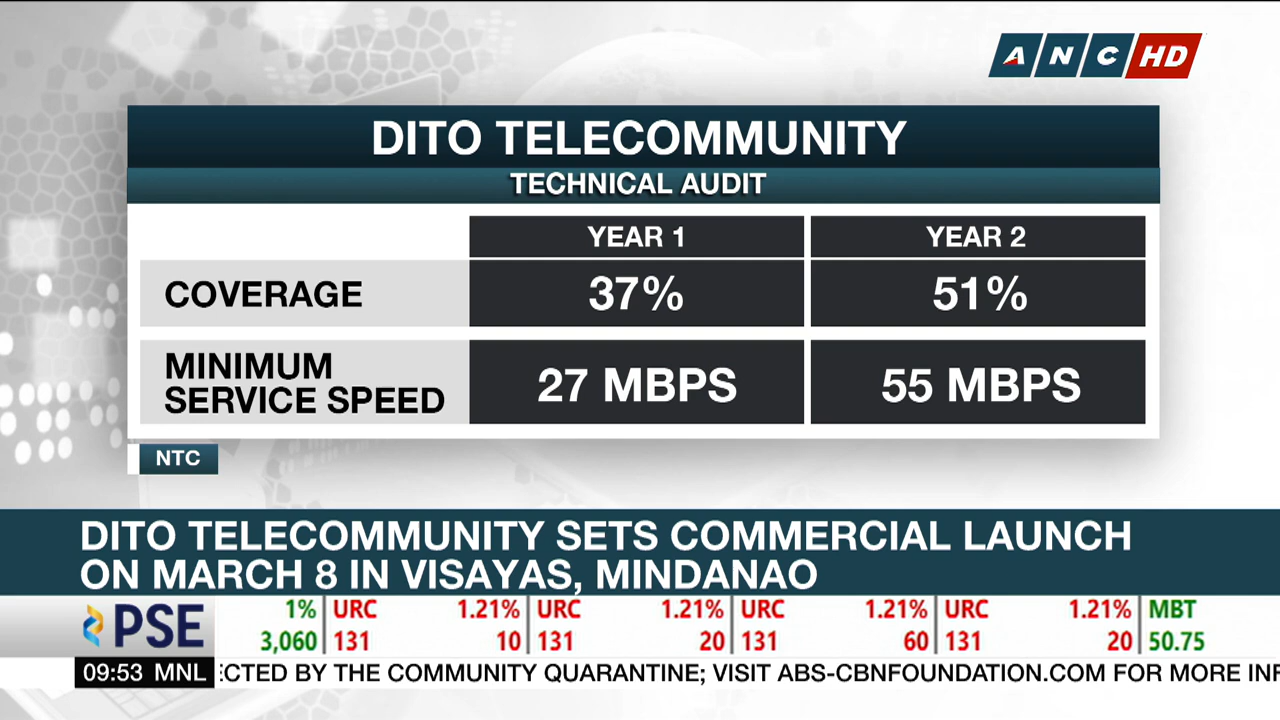 ANC HD
DITO TELECOMMUNITY
TECHNICAL AUDIT
YEAR 1 YEAR 2
COVERAGE 37% 51%
MINIMUM
SERVICE SPEED 27 MBPS 55 MBPS
NTC
DITO TELECOMMUNITY SETS COMMERCIAL LAUNCH
ON MARCH 8 IN VISAYAS, MINDANAO
PSE
1% URC 1.21% URC 1.21% URC 1.21% URC 1.21% MBT
3,060 131 10 131 20 131 60 131 20 50.75
09:53 MNL BY THE COMMUNITY QUARANTINE; VISIT ABS-CBNFOUNDATION.COM FOR MORE